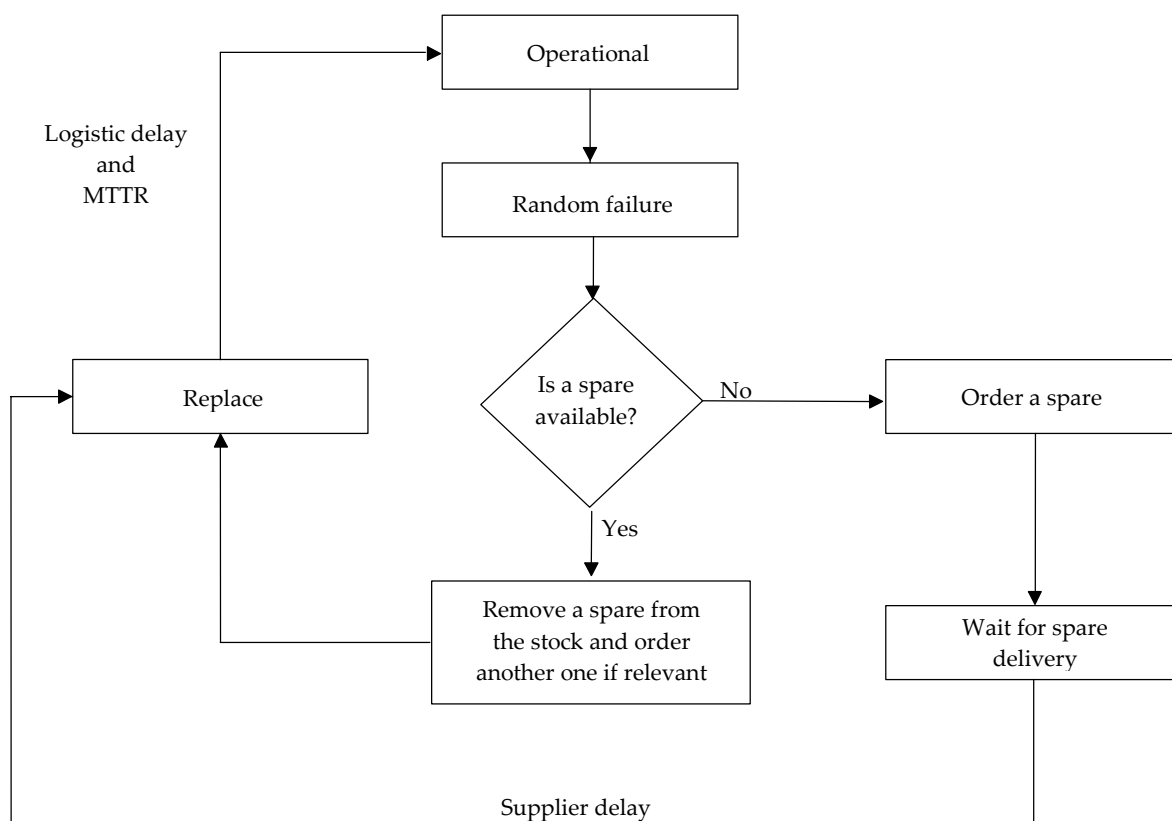 Operational
Logistic delay
and
MTTR
Random failure
Is a spare
available?
No
Order a spare
Replace
Yes
Remove a spare from
the stock and order
another one if relevant
Wait for spare
delivery
Supplier delay